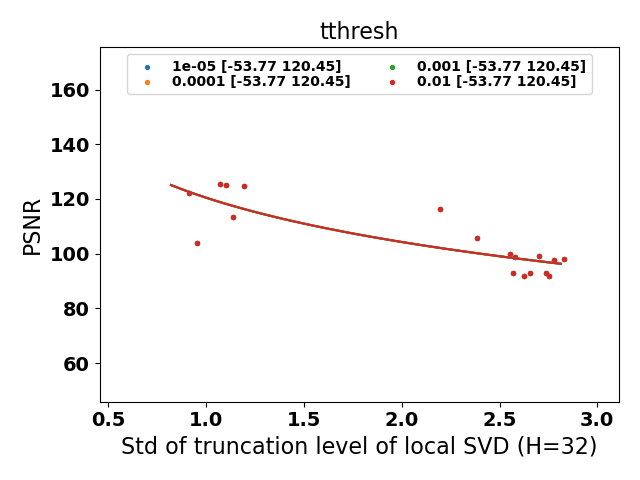 tthresh
1e-05 [-53.77 120.45]
0.0001 [-53.77 120.45]
0.001 [-53.77 120.45]
0.01 [-53.77 120.45]
PSNR
160
140
120
100
80
60
0.5 1.0 1.5 2.0 2.5 3.0
Std of truncation level of local SVD (H=32)